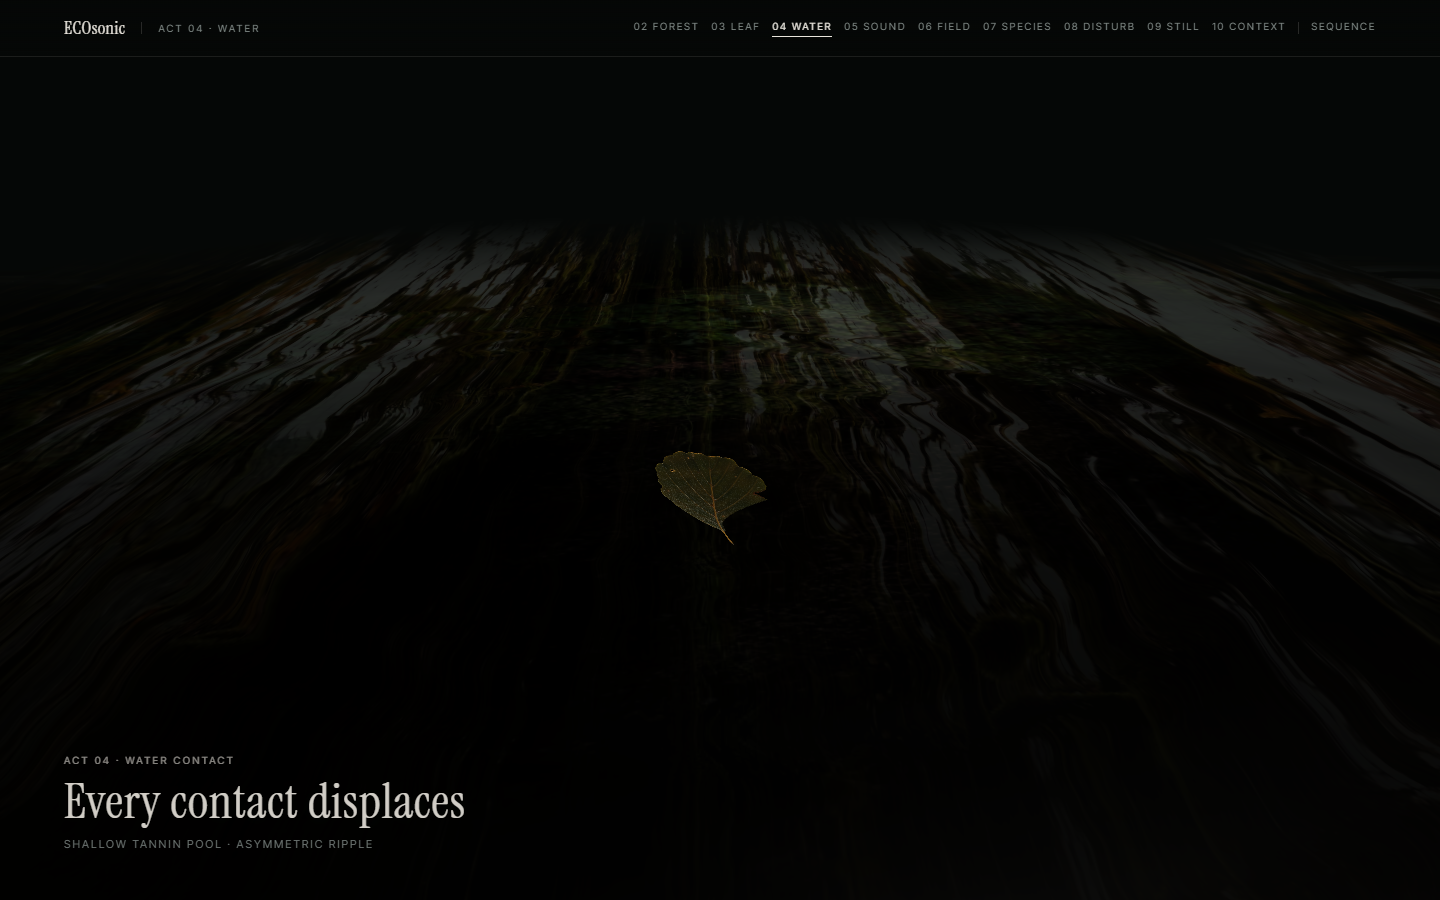 ECOsonic
ACT 04 · WATER
02 FOREST 03 LEAF 04 WATER 05 SOUND 06 FIELD 07 SPECIES 08 DISTURB 09 STILL 10 CONTEXT SEQUENCE
ACT 04 · WATER CONTACT
Every contact displaces
SHALLOW TANNIN POOL · ASYMMETRIC RIPPLE